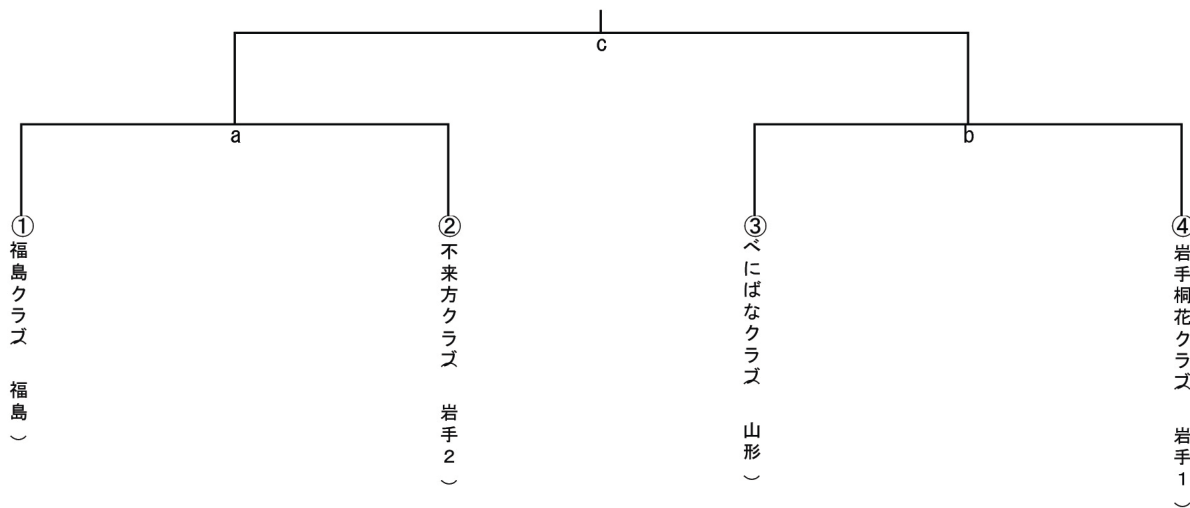 c
a
b
①
福島クラブ(福島)
②
不来方クラブ(岩手2)
③
べにばなクラブ(山形)
④
岩手桐花クラブ(岩手1)